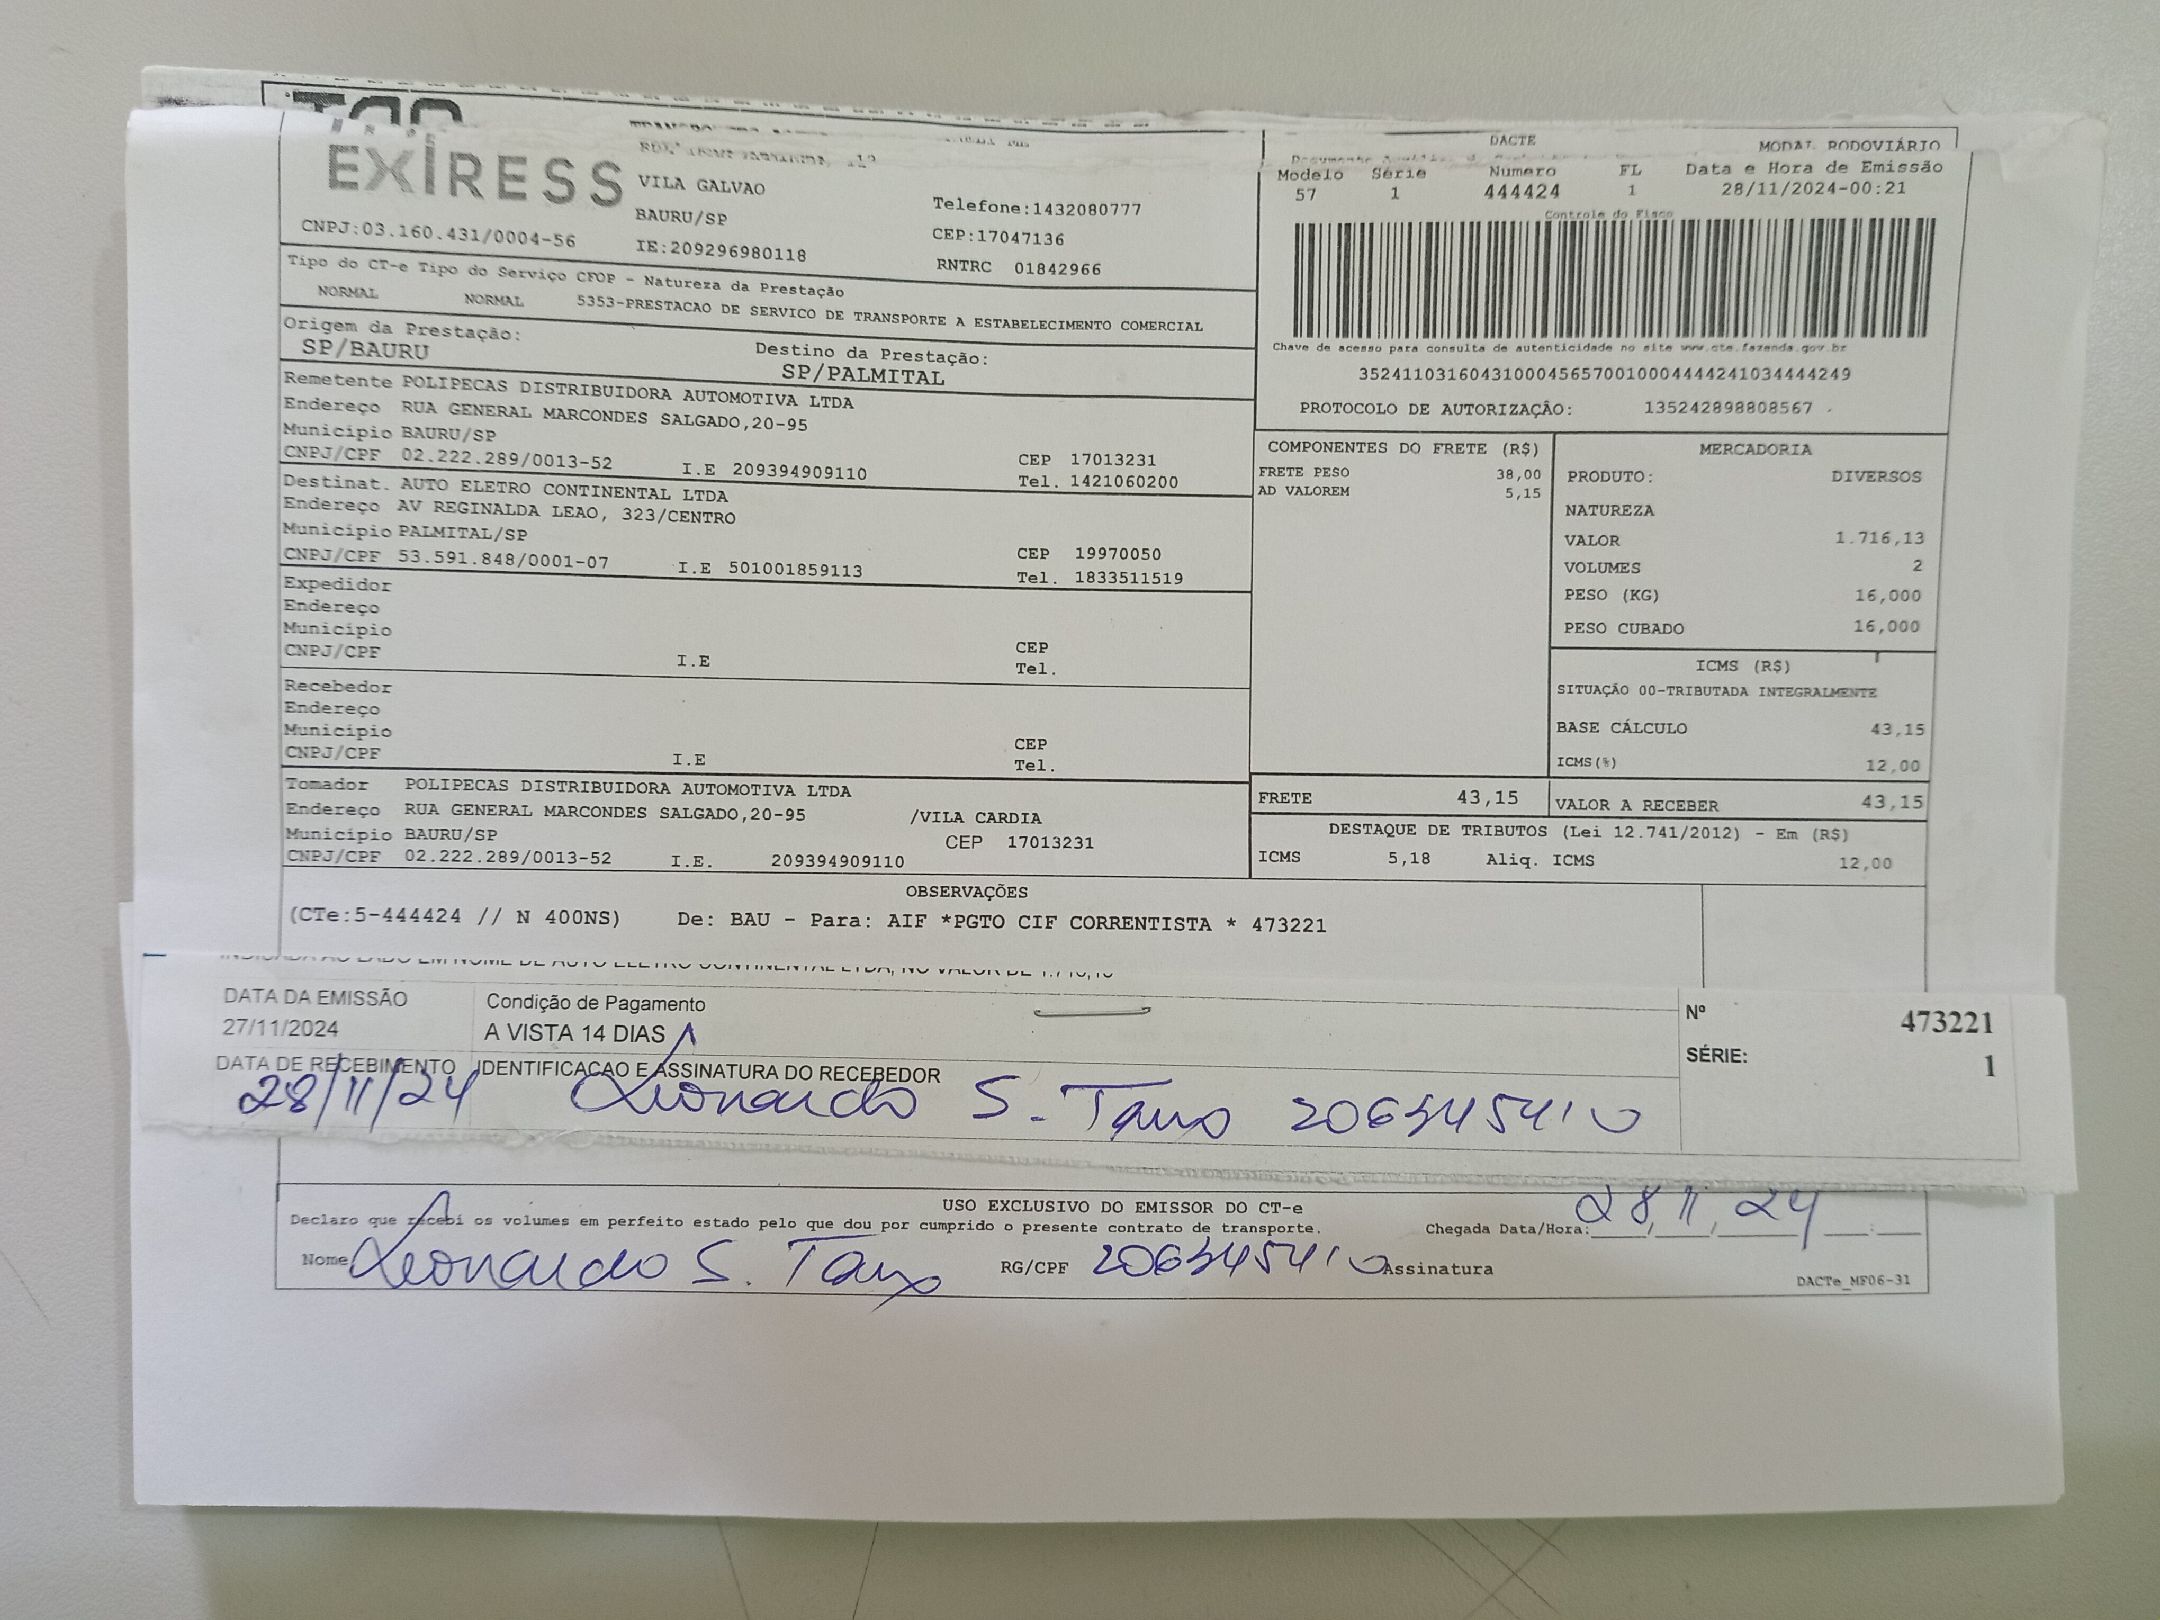 EXPRESS
VILA GALVAO
BAURU/SP
IE:209296980118
Telefone:1432080777
CEP:17047136
RNTRC 01842966
CNPJ:03.160.431/0004-56
DACTE
MODAL RODOVIÁRIO
Modelo Série Numero FL Data e Hora de Emissão
57 1 444424 1 28/11/2024-00:21
Controle do Fisco
Chave de acesso para consulta de autenticidade no site www.cte.fazenda.gov.br
35241103160431000456570010004444241034444249
PROTOCOLO DE AUTORIZAÇÃO: 135242898808567
Tipo do CT-e Tipo do Serviço CFOP - Natureza da Prestação
NORMAL NORMAL 5353-PRESTACAO DE SERVICO DE TRANSPORTE A ESTABELECIMENTO COMERCIAL
Origem da Prestação:
SP/BAURU
Destino da Prestação:
SP/PALMITAL
Remetente POLIPECAS DISTRIBUIDORA AUTOMOTIVA LTDA
Endereço RUA GENERAL MARCONDES SALGADO,20-95
Município BAURU/SP CEP 17013231
CNPJ/CPF 02.222.289/0013-52 I.E 209394909110 Tel. 1421060200
Destinat. AUTO ELETRO CONTINENTAL LTDA
Endereço AV REGINALDA LEAO, 323/CENTRO
Município PALMITAL/SP CEP 19970050
CNPJ/CPF 53.591.848/0001-07 I.E 501001859113 Tel. 1833511519
Expedidor
Endereço
Município CEP
CNPJ/CPF I.E Tel.
Recebedor
Endereço
Município CEP
CNPJ/CPF I.E Tel.
Tomador POLIPECAS DISTRIBUIDORA AUTOMOTIVA LTDA
Endereço RUA GENERAL MARCONDES SALGADO,20-95 /VILA CARDIA
Município BAURU/SP CEP 17013231
CNPJ/CPF 02.222.289/0013-52 I.E. 209394909110
COMPONENTES DO FRETE (R$)
FRETE PESO 38,00
AD VALOREM 5,15
MERCADORIA
PRODUTO: DIVERSOS
NATUREZA
VALOR 1.716,13
VOLUMES 2
PESO (KG) 16,000
PESO CUBADO 16,000
ICMS (R$)
SITUAÇÃO 00-TRIBUTADA INTEGRALMENTE
BASE CÁLCULO 43,15
ICMS(%) 12,00
FRETE 43,15 VALOR A RECEBER 43,15
DESTAQUE DE TRIBUTOS (Lei 12.741/2012) - Em (R$)
ICMS 5,18 Aliq. ICMS 12,00
OBSERVAÇÕES
(CTe:5-444424 // N 400NS) De: BAU - Para: AIF *PGTO CIF CORRENTISTA * 473221
DATA DA EMISSÃO Condição de Pagamento Nº 473221
27/11/2024 A VISTA 14 DIAS
SÉRIE: 1
DATA DE RECEBIMENTO IDENTIFICAÇAO E ASSINATURA DO RECEBEDOR
28/11/24 Leonardo S.
USO EXCLUSIVO DO EMISSOR DO CT-e
Declaro que recebi os volumes em perfeito estado pelo que dou por cumprido o presente contrato de transporte. Chegada Data/Hora: 28/11/24 :
Nome Leonardo S. RG/CPF Assinatura
DACTe_MF06-31